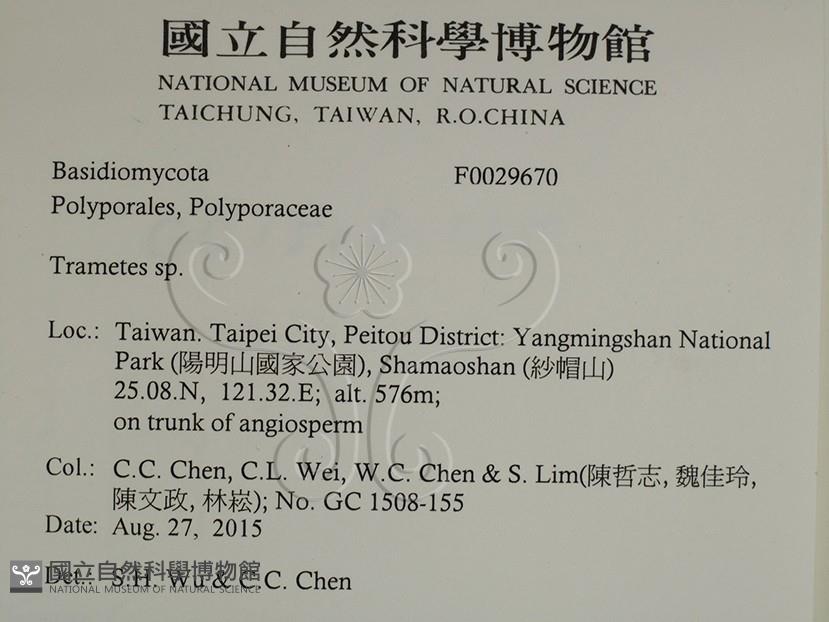 國立自然科學博物館
NATIONAL MUSEUM OF NATURAL SCIENCE
TAICHUNG, TAIWAN, R.O.CHINA
Basidiomycota F0029670
Polyporales, Polyporaceae
Trametes sp.
Loc.: Taiwan. Taipei City, Peitou District: Yangmingshan National
Park (陽明山國家公園), Shamaoshan (紗帽山)
25.08.N, 121.32.E; alt. 576m;
on trunk of angiosperm
Col.: C.C. Chen, C.L. Wei, W.C. Chen & S. Lim(陳哲志, 魏佳玲,
陳文政, 林崧); No. GC 1508-155
Date: Aug. 27, 2015
Det.: S.H. Wu & C.C. Chen
國立自然科學博物館
NATIONAL MUSEUM OF NATURAL SCIENCE